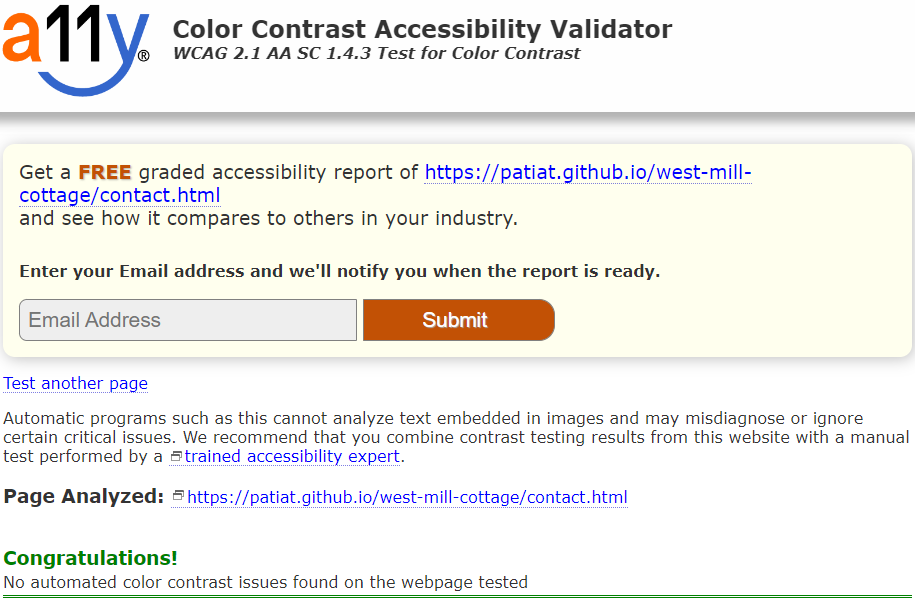 a11y®
Color Contrast Accessibility Validator
WCAG 2.1 AA SC 1.4.3 Test for Color Contrast
Get a FREE graded accessibility report of https://patiat.github.io/west-mill-
cottage/contact.html
and see how it compares to others in your industry.
Enter your Email address and we'll notify you when the report is ready.
Email Address
Submit
Test another page
Automatic programs such as this cannot analyze text embedded in images and may misdiagnose or ignore
certain critical issues. We recommend that you combine contrast testing results from this website with a manual
test performed by a trained accessibility expert.
Page Analyzed: https://patiat.github.io/west-mill-cottage/contact.html
Congratulations!
No automated color contrast issues found on the webpage tested